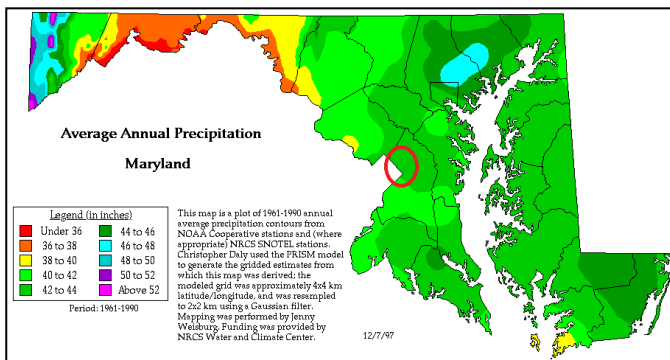 Average Annual Precipitation
Maryland
Legend (in inches)
Under 36
36 to 38
38 to 40
40 to 42
42 to 44
44 to 46
46 to 48
48 to 50
50 to 52
Above 52
Period: 1961-1990
This map is a plot of 1961-1990 annual
average precipitation contours from
NOAA Cooperative stations and (where
appropriate) NRCS SNOTEL stations.
Christopher Daly used the PRISM model
to generate the gridded estimates from
which this map was derived; the
modeled grid was approximately 4x4 km
latitude/longitude, and was resampled
to 2x2 km using a Gaussian filter.
Mapping was performed by Jenny
Weisburg. Funding was provided by
NRCS Water and Climate Center.
12/7/97